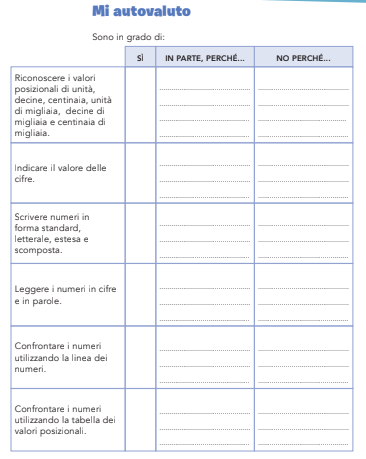 Mi autovaluto
Sono in grado di:
SÌ IN PARTE, PERCHÉ... NO PERCHÉ...
Riconoscere i valori
posizionali di unità,
decine, centinaia, unità
di migliaia, decine di
migliaia e centinaia di
migliaia.
Indicare il valore delle
cifre.
Scrivere numeri in
forma standard,
letterale, estesa e
scomposta.
Leggere i numeri in cifre
e in parole.
Confrontare i numeri
utilizzando la linea dei
numeri.
Confrontare i numeri
utilizzando la tabella dei
valori posizionali.